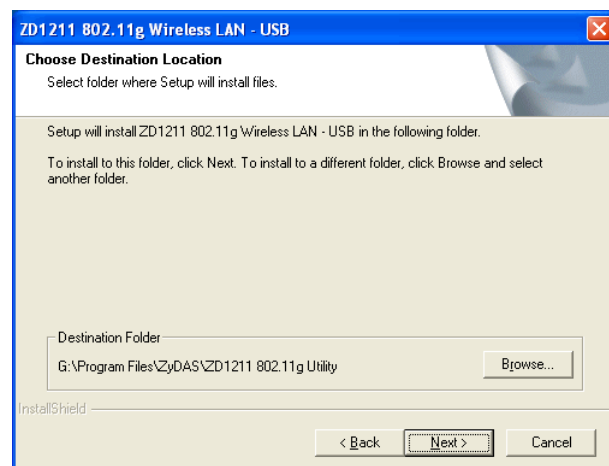 ZD1211 802.11g Wireless LAN - USB
Choose Destination Location
Select folder where Setup will install files.
Setup will install ZD1211 802.11g Wireless LAN - USB in the following folder.
To install to this folder, click Next. To install to a different folder, click Browse and select
another folder.
Destination Folder
G:\Program Files\ZyDAS\ZD1211 802.11g Utility
Browse...
InstallShield
< Back
Next >
Cancel